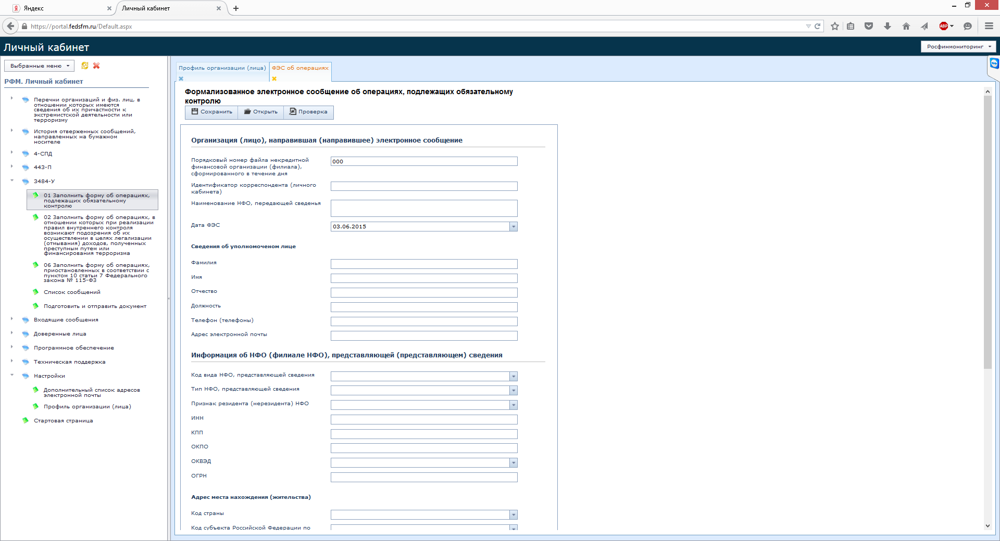 Яндекс
Личный кабинет
https://portal.fedsfm.ru/Default.aspx
ABP
Личный кабинет
Росфинмониторинг
Выбранные меню
РФМ. Личный кабинет
Перечни организаций и физ. лиц, в
отношении которых имеются
сведения об их причастности к
экстремистской деятельности или
терроризму
История отверженных сообщений,
направленных на бумажном
носителе
4-СПД
443-П
3484-У
01 Заполнить форму об операциях,
подлежащих обязательному
контролю
02 Заполнить форму об операциях, в
отношении которых при реализации
правил внутреннего контроля
возникают подозрения об их
осуществлении в целях легализации
(отмывания) доходов, полученных
преступным путем или
финансирования терроризма
06 Заполнить форму об операциях,
приостановленных в соответствии с
пунктом 10 статьи 7 Федерального
закона № 115-ФЗ
Список сообщений
Подготовить и отправить документ
Входящие сообщения
Доверенные лица
Программное обеспечение
Техническая поддержка
Настройки
Дополнительный список адресов
электронной почты
Профиль организации (лица)
Стартовая страница
Профиль организации (лица)
ФЭС об операциях
Формализованное электронное сообщение об операциях, подлежащих обязательному
контролю
Сохранить
Открыть
Проверка
Организация (лицо), направившая (направившее) электронное сообщение
Порядковый номер файла некредитной
финансовой организации (филиала),
сформированного в течение дня
000
Идентификатор корреспондента (личного
кабинета)
Наименование НФО, передающей сведенья
Дата ФЭС
03.06.2015
Сведения об уполномоченом лице
Фамилия
Имя
Отчество
Должность
Телефон (телефоны)
Адрес электронной почты
Информация об НФО (филиале НФО), представляющей (представляющем) сведения
Код вида НФО, представляющей сведения
Тип НФО, представляющей сведения
Признак резидента (нерезидента) НФО
ИНН
КПП
ОКПО
ОКВЭД
ОГРН
Адрес места нахождения (жительства)
Код страны
Код субъекта Российской Федерации по